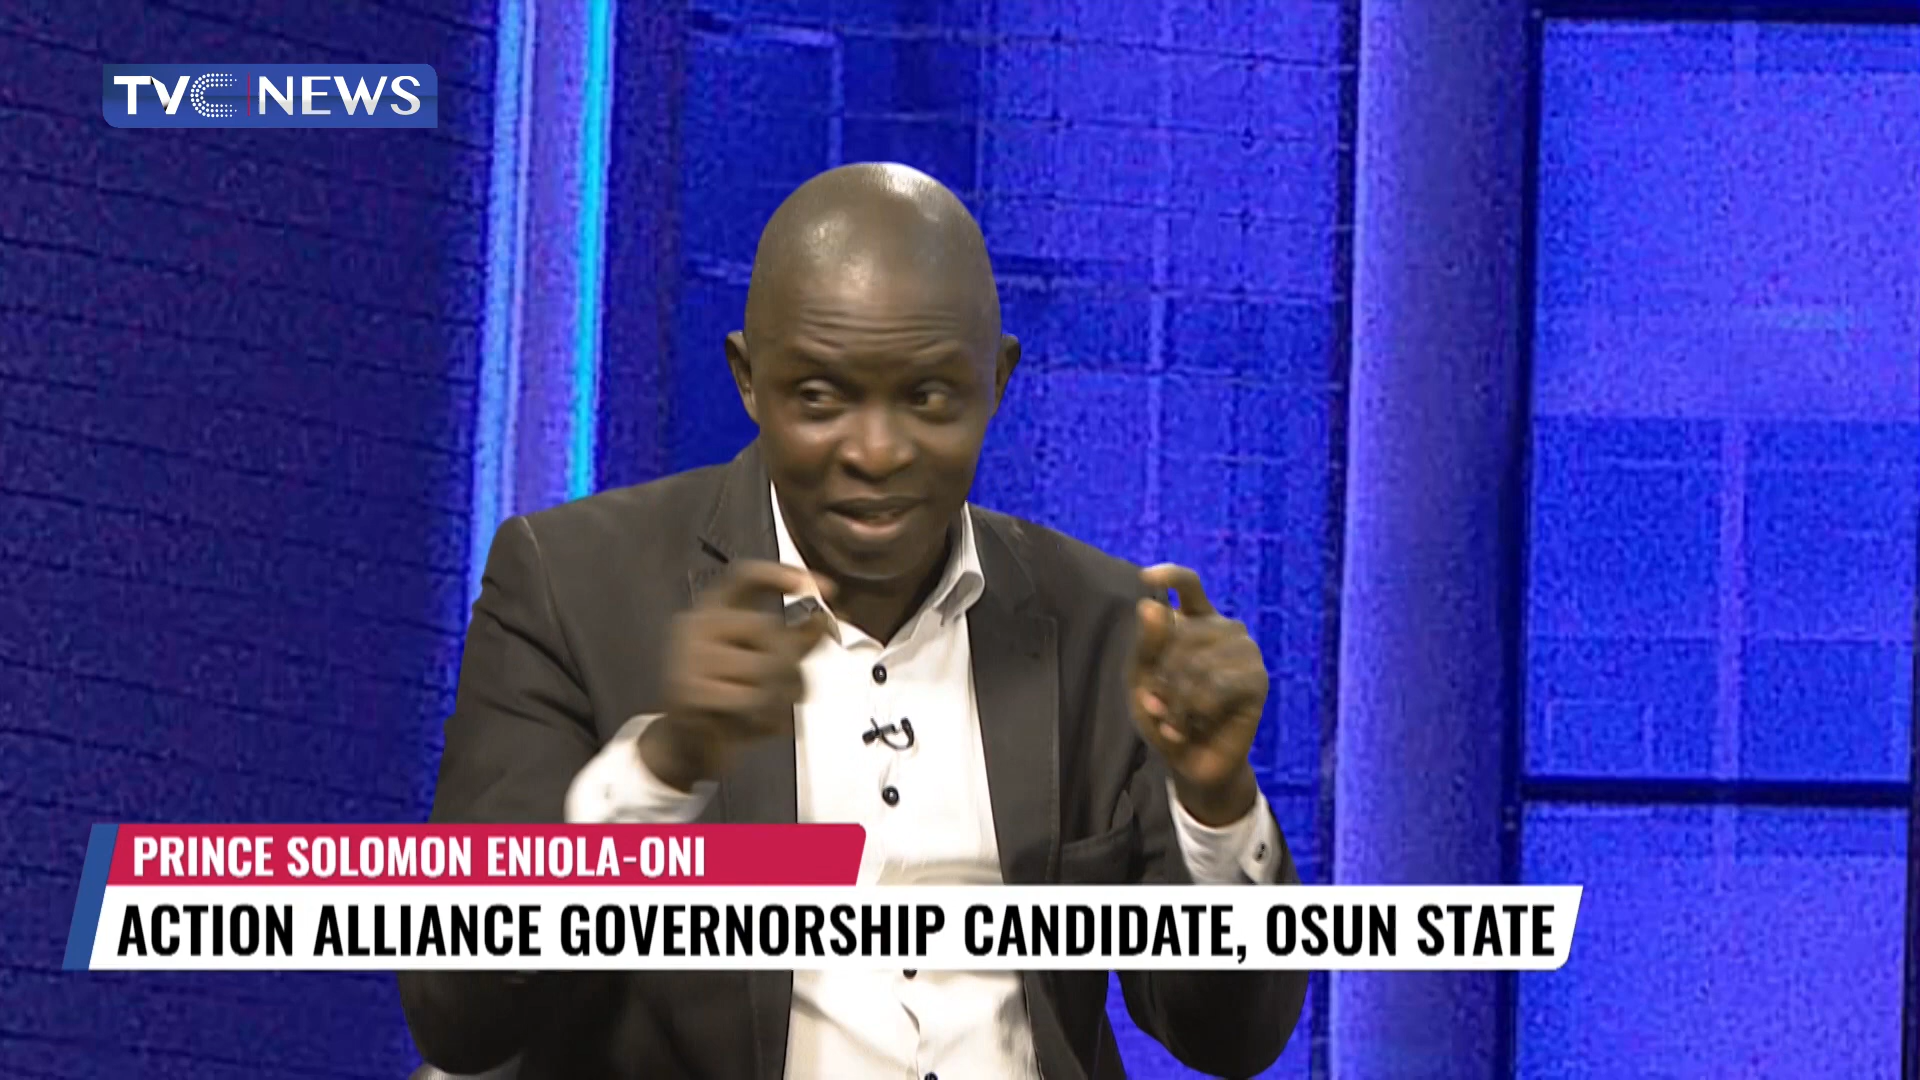 TVC NEWS
PRINCE SOLOMON ENIOLA-ONI
ACTION ALLIANCE GOVERNORSHIP CANDIDATE, OSUN STATE